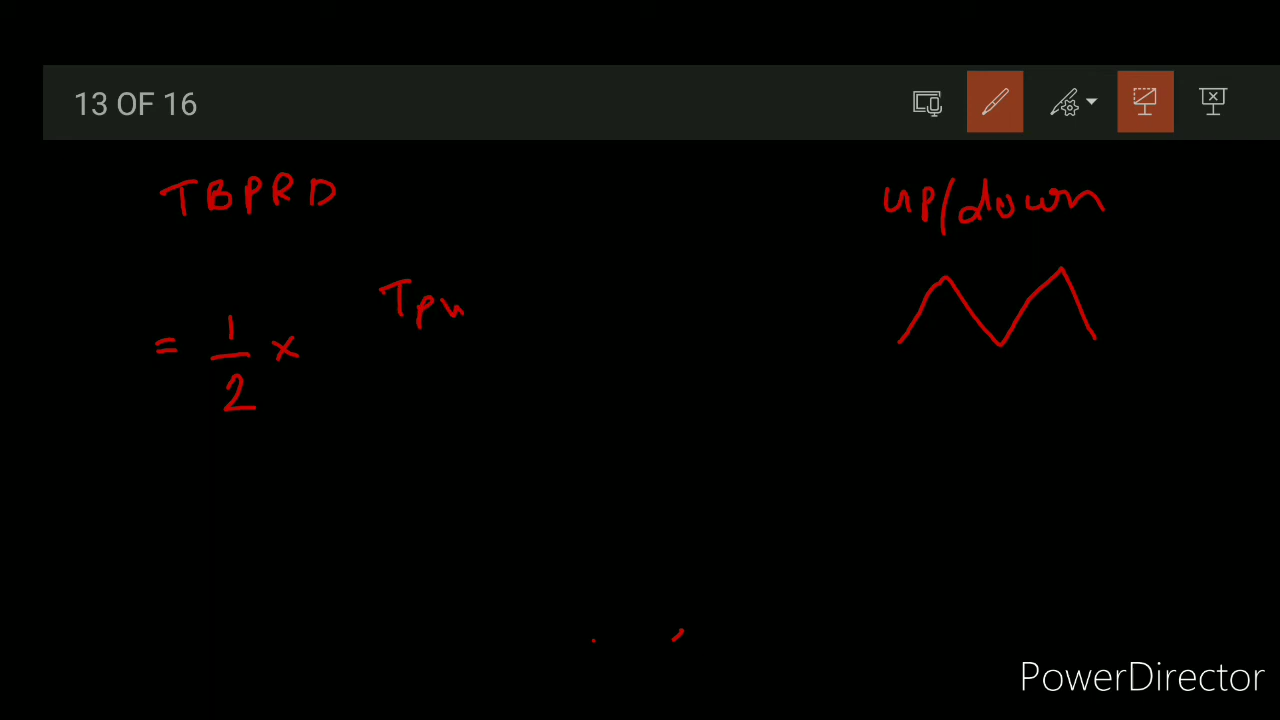 13 OF 16
TBPRD
up/down
Tpw
= 1/2 ×
PowerDirector